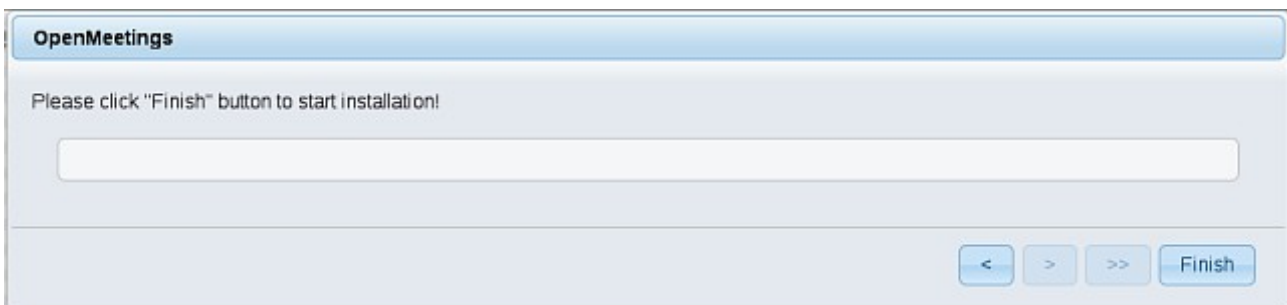 OpenMeetings
Please click "Finish" button to start installation!
< > >> Finish